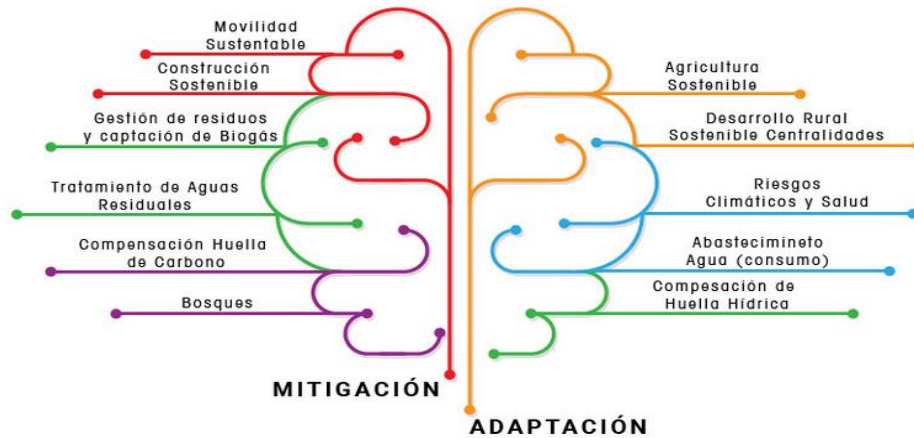 Movilidad
Sustentable
Construcción
Sostenible
Gestión de residuos
y captación de Biogás
Tratamiento de Aguas
Residuales
Compensación Huella
de Carbono
Bosques
MITIGACIÓN
Agricultura
Sostenible
Desarrollo Rural
Sostenible Centralidades
Riesgos
Climáticos y Salud
Abastecimineto
Agua (consumo)
Compesación de
Huella Hídrica
ADAPTACIÓN